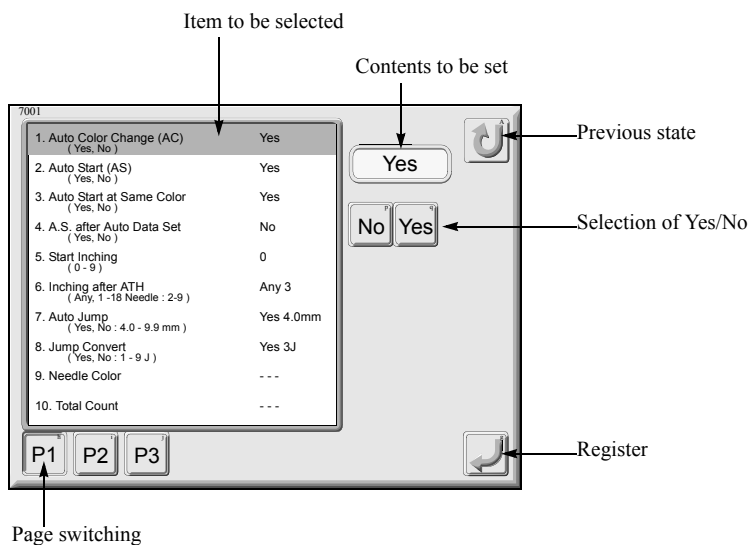 Item to be selected
Contents to be set
7001
1. Auto Color Change (AC) Yes
( Yes, No )
2. Auto Start (AS) Yes
( Yes, No )
3. Auto Start at Same Color Yes
( Yes, No )
4. A.S. after Auto Data Set No
( Yes, No )
5. Start Inching 0
( 0 - 9 )
6. Inching after ATH Any 3
( Any, 1 -18 Needle : 2-9 )
7. Auto Jump Yes 4.0mm
( Yes, No : 4.0 - 9.9 mm )
8. Jump Convert Yes 3J
( Yes, No : 1 - 9 J )
9. Needle Color - - -
10. Total Count - - -
Yes
A
Previous state
p q
No Yes
Selection of Yes/No
P1 P2 P3
Register
Page switching